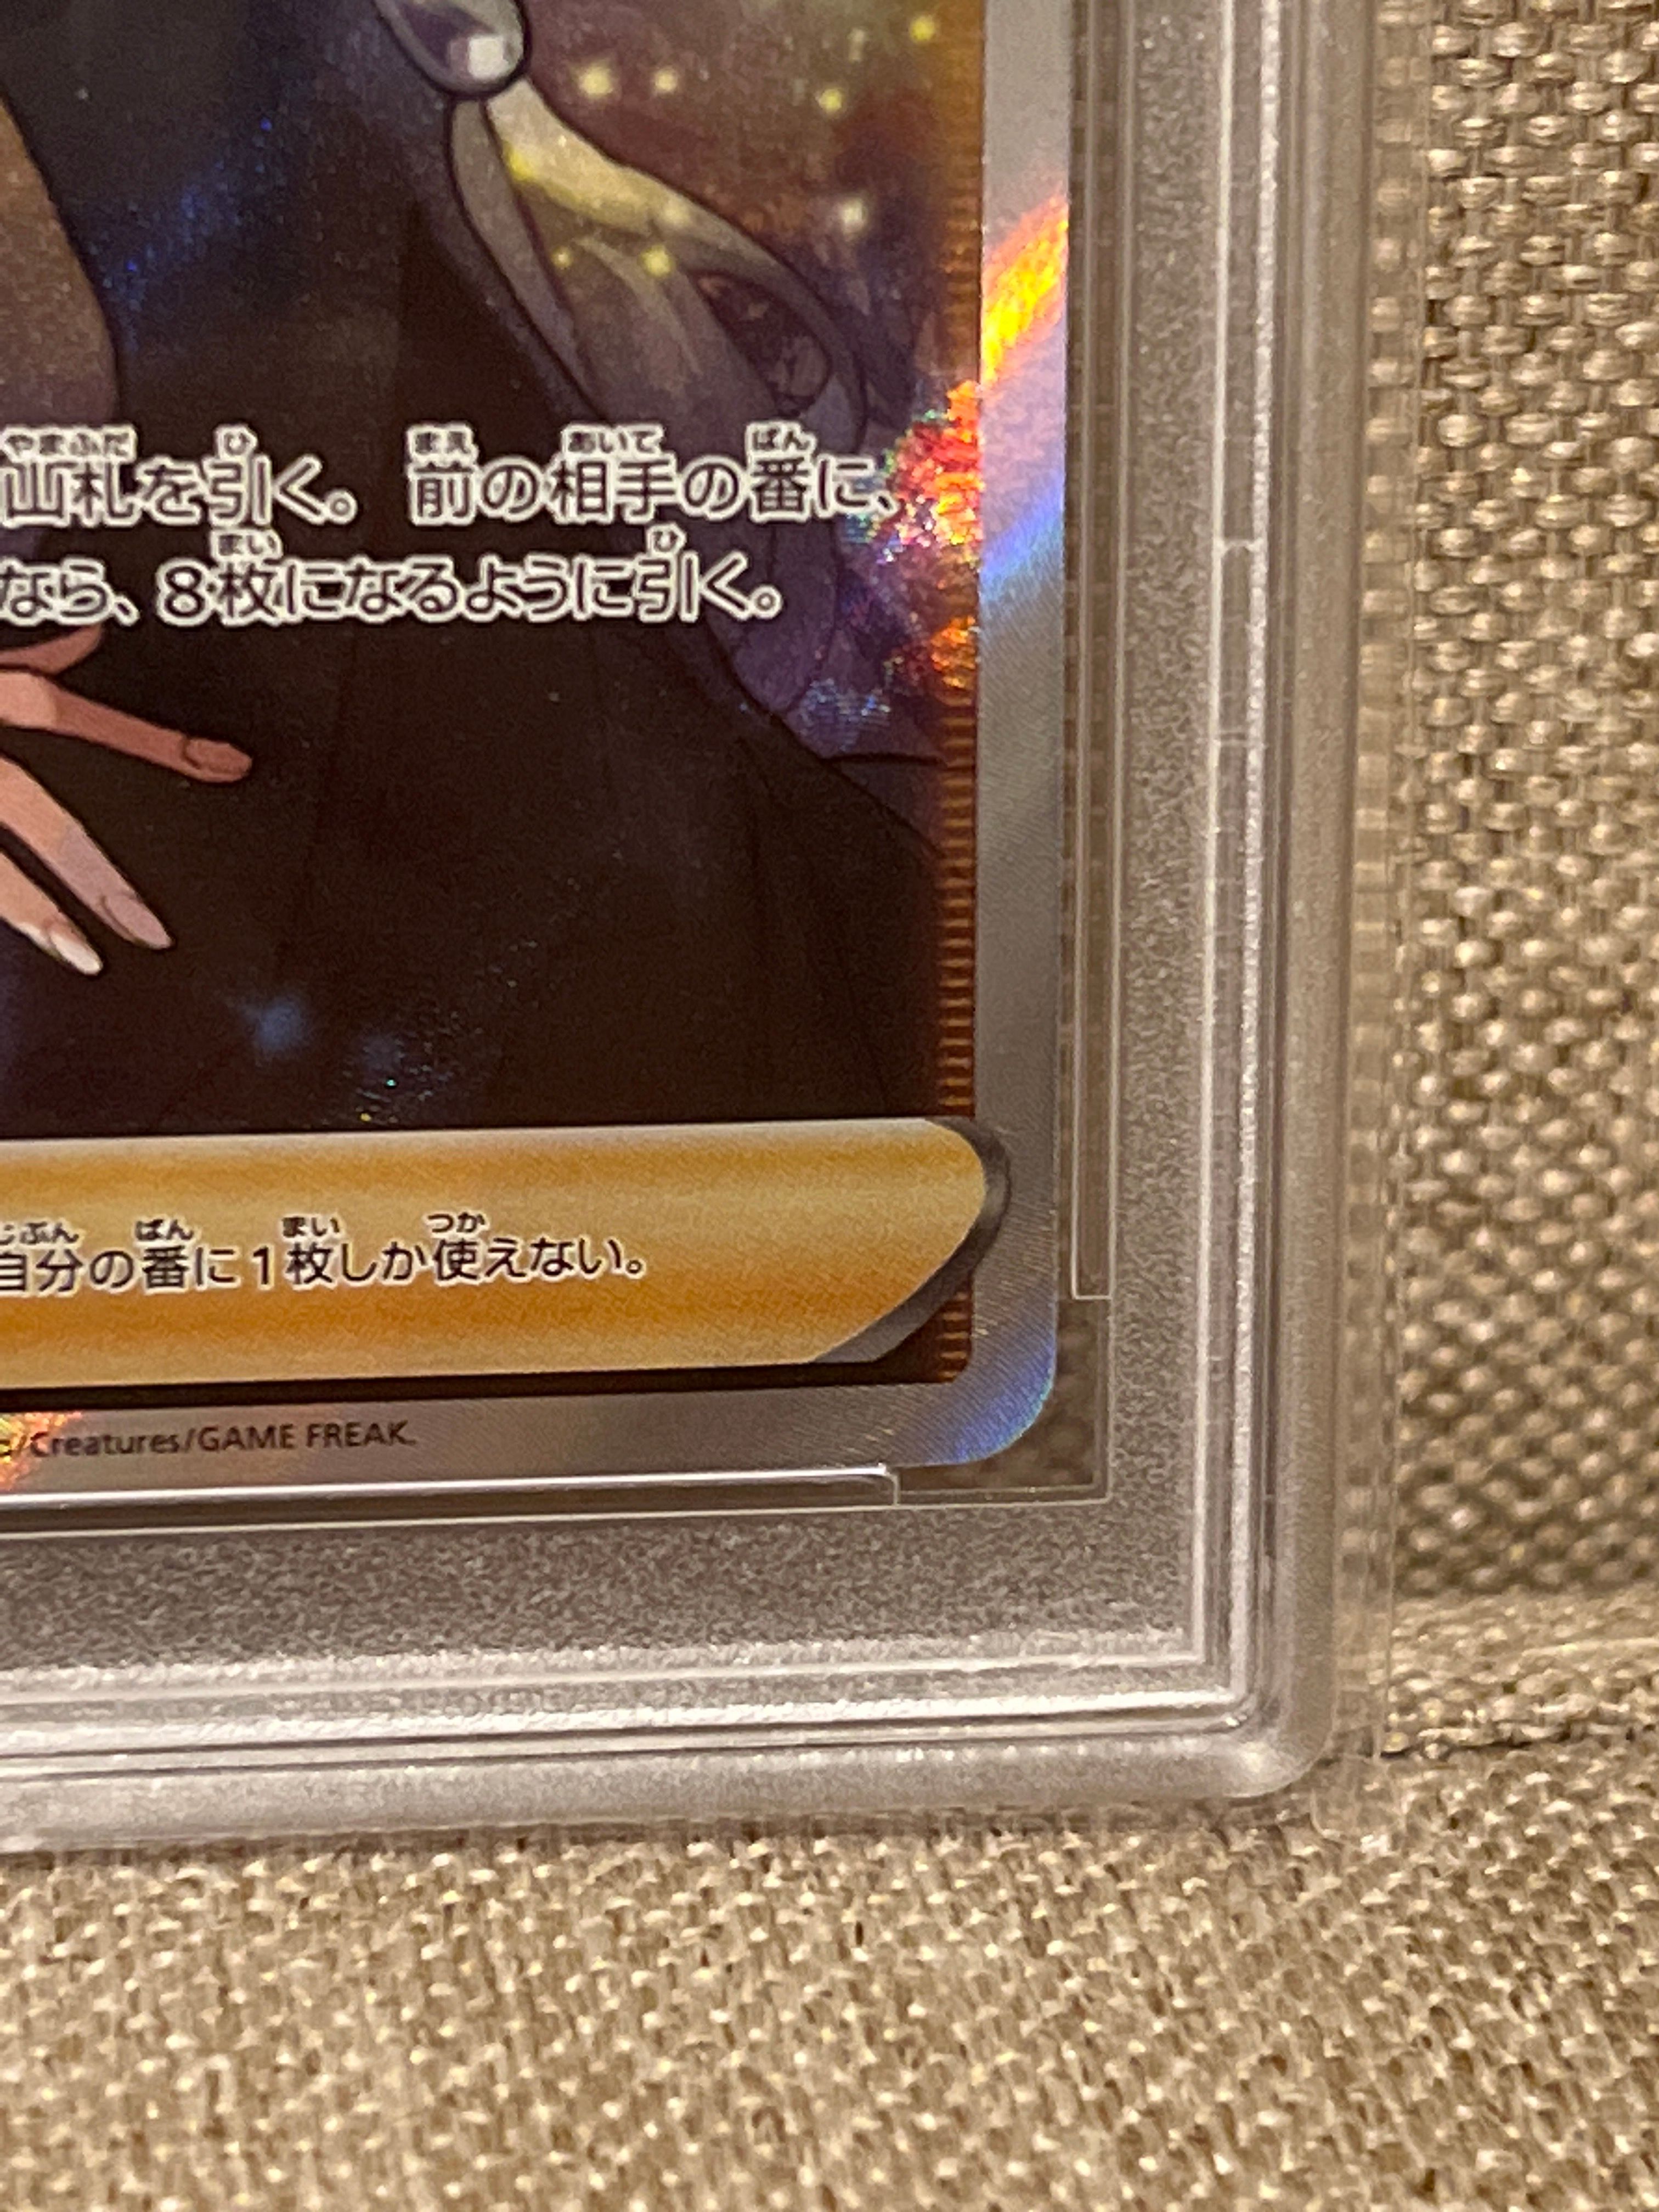 山札を引く。 前の相手の番に、
なら、8枚になるように引く。
自分の番に1枚しか使えない。
/Creatures/GAME FREAK.